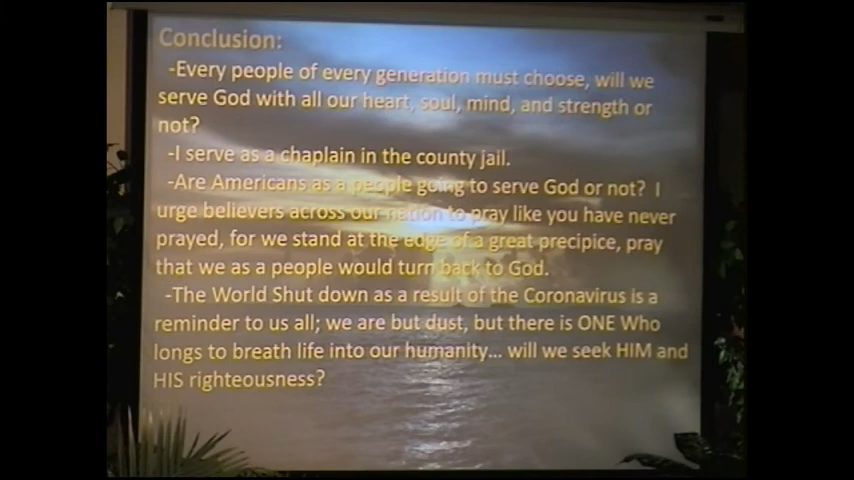 Conclusion:
-Every people of every generation must choose, will we
serve God with all our heart, soul, mind, and strength or
not?
-I serve as a chaplain in the county jail.
-Are Americans as a people going to serve God or not? I
urge believers across our nation to pray like you have never
prayed, for we stand at the edge of a great precipice, pray
that we as a people would turn back to God.
-The World Shut down as a result of the Coronavirus is a
reminder to us all; we are but dust, but there is ONE Who
longs to breath life into our humanity... will we seek HIM and
HIS righteousness?